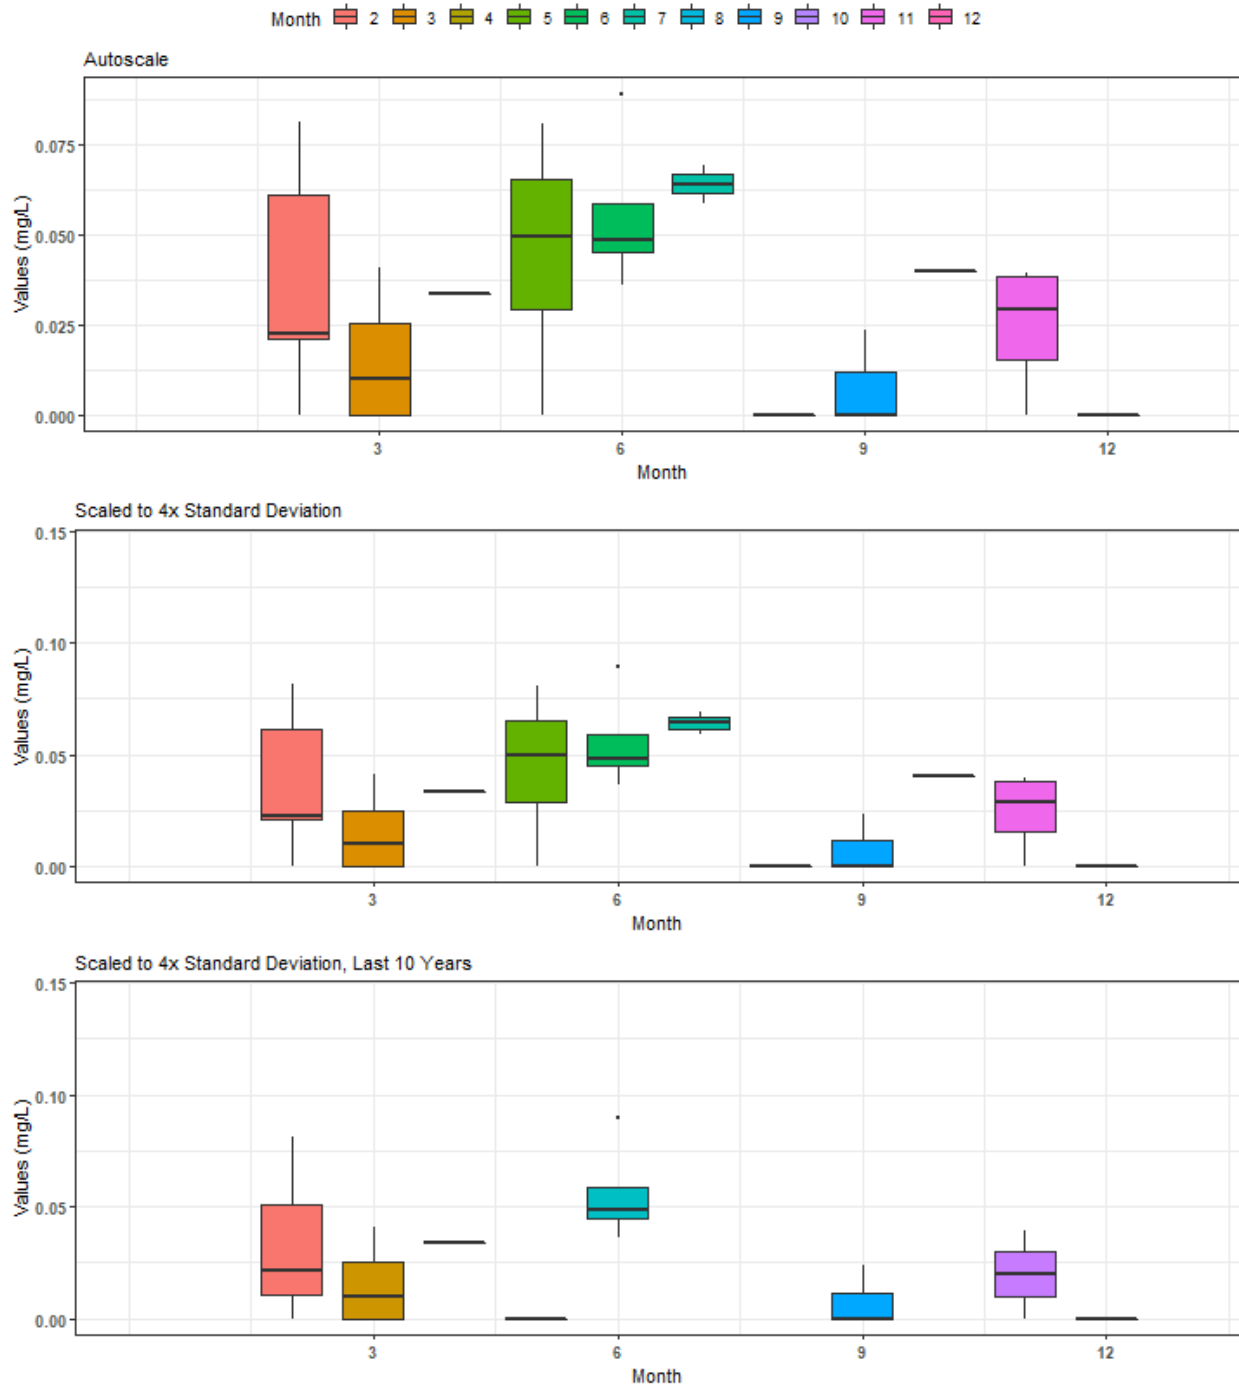 Month 2 3 4 5 6 7 8 9 10 11 12
Autoscale
Values (mg/L)
0.075
0.050
0.025
0.000
3 6 9 12
Month
Scaled to 4x Standard Deviation
Values (mg/L)
0.15
0.10
0.05
0.00
3 6 9 12
Month
Scaled to 4x Standard Deviation, Last 10 Years
Values (mg/L)
0.15
0.10
0.05
0.00
3 6 9 12
Month